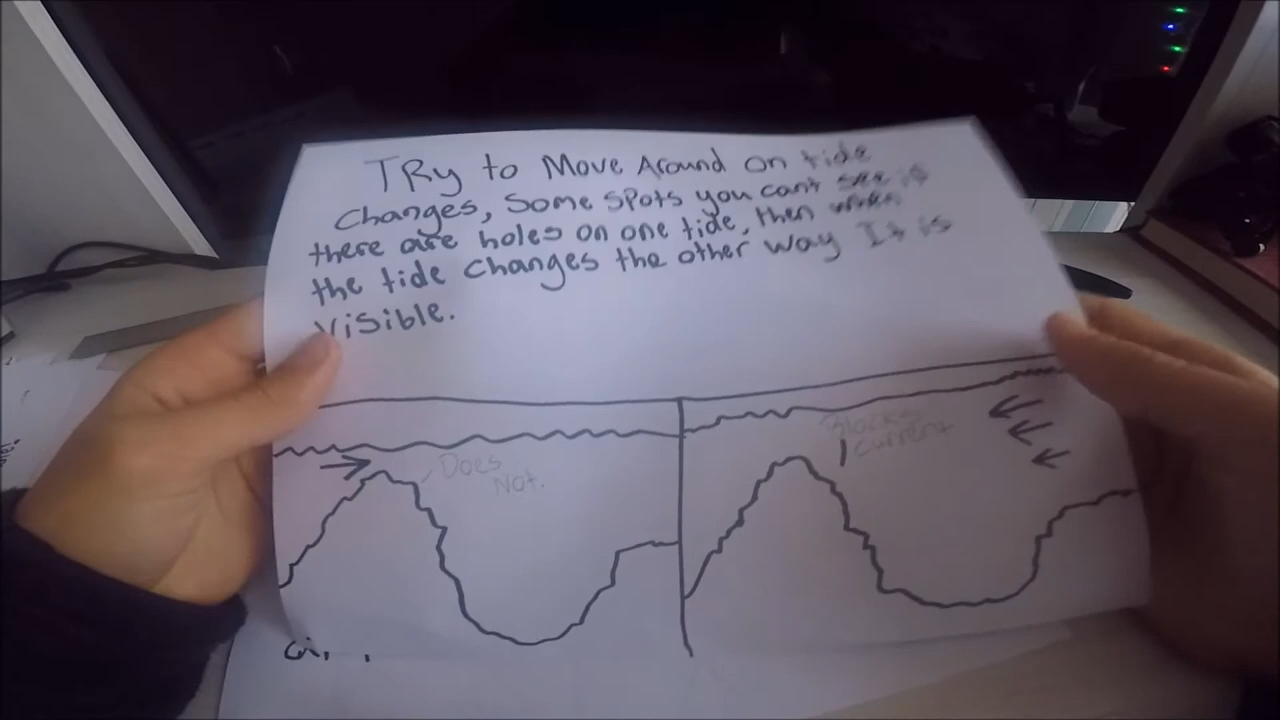 TRy to Move Around on tide
Changes, Some Spots you can't see if
there are holes on one tide, then when
the tide changes the other way It is
visible.
Does
Not.
Blocks
current